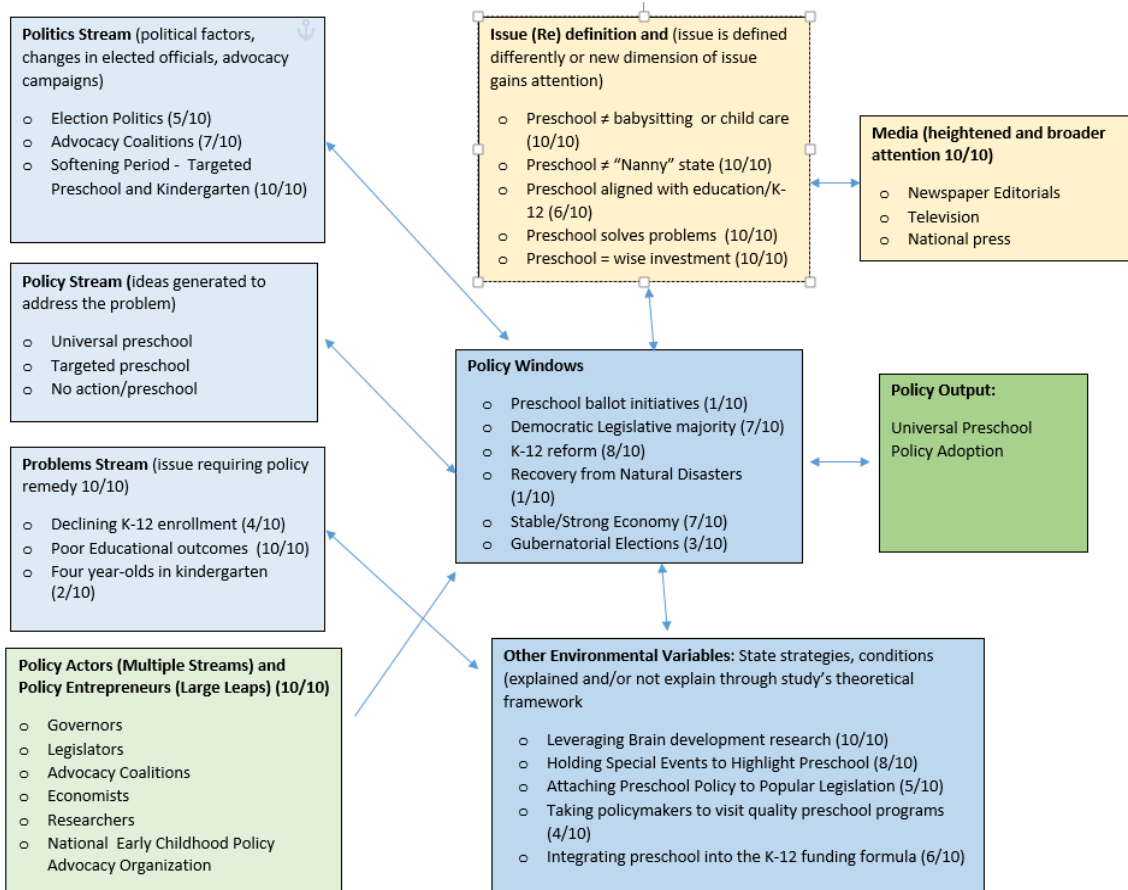 Politics Stream (political factors,
changes in elected officials, advocacy
campaigns)
o Election Politics (5/10)
o Advocacy Coalitions (7/10)
o Softening Period - Targeted
Preschool and Kindergarten (10/10)
Issue (Re) definition and (issue is defined
differently or new dimension of issue
gains attention)
o Preschool ≠ babysitting or child care
(10/10)
o Preschool ≠ “Nanny” state (10/10)
o Preschool aligned with education/K-
12 (6/10)
o Preschool solves problems (10/10)
o Preschool = wise investment (10/10)
Media (heightened and broader
attention 10/10)
o Newspaper Editorials
o Television
o National press
Policy Stream (ideas generated to
address the problem)
o Universal preschool
o Targeted preschool
o No action/preschool
Policy Windows
o Preschool ballot initiatives (1/10)
o Democratic Legislative majority (7/10)
o K-12 reform (8/10)
o Recovery from Natural Disasters
(1/10)
o Stable/Strong Economy (7/10)
o Gubernatorial Elections (3/10)
Policy Output:
Universal Preschool
Policy Adoption
Problems Stream (issue requiring policy
remedy 10/10)
o Declining K-12 enrollment (4/10)
o Poor Educational outcomes (10/10)
o Four year-olds in kindergarten
(2/10)
Policy Actors (Multiple Streams) and
Policy Entrepreneurs (Large Leaps) (10/10)
o Governors
o Legislators
o Advocacy Coalitions
o Economists
o Researchers
o National Early Childhood Policy
Advocacy Organization
Other Environmental Variables: State strategies, conditions
(explained and/or not explain through study’s theoretical
framework
o Leveraging Brain development research (10/10)
o Holding Special Events to Highlight Preschool (8/10)
o Attaching Preschool Policy to Popular Legislation (5/10)
o Taking policymakers to visit quality preschool programs
(4/10)
o Integrating preschool into the K-12 funding formula (6/10)